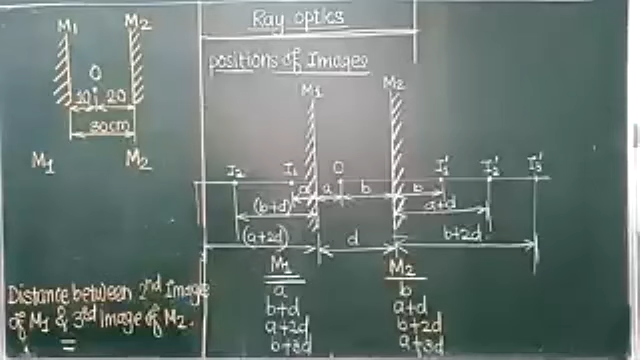 Ray optics
positions of Images
M1 M2
O
10 20
30cm
M1 M2
M1 M2
I2 I1 O I1' I2' I3'
a a b b
(b+d) a+d
(a+2d) d b+2d
M1 M2
a b
b+d a+d
a+2d b+2d
b+3d a+3d
Distance between 2nd Image
of M1 & 3rd image of M2.
=